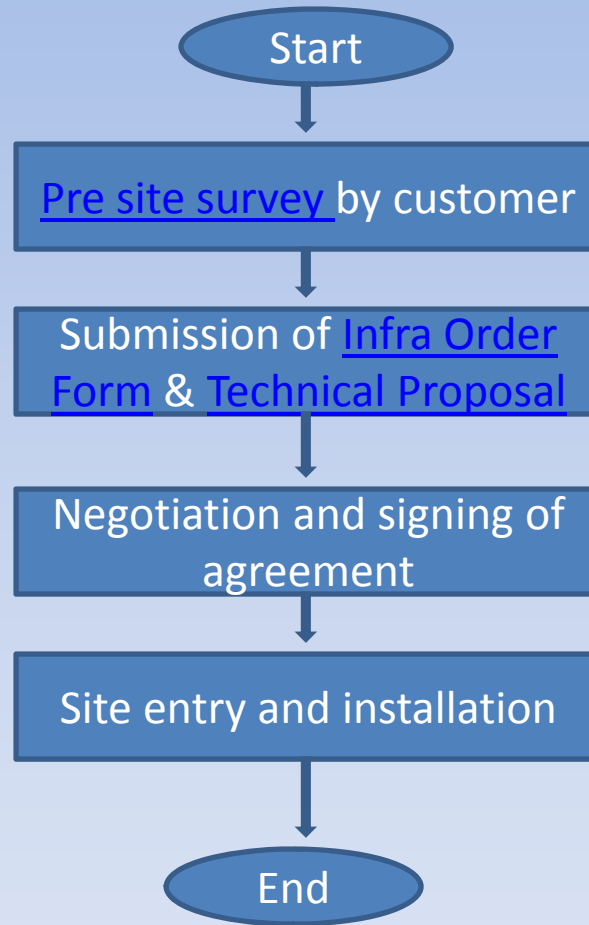 Start
Pre site survey by customer
Submission of Infra Order
Form & Technical Proposal
Negotiation and signing of
agreement
Site entry and installation
End